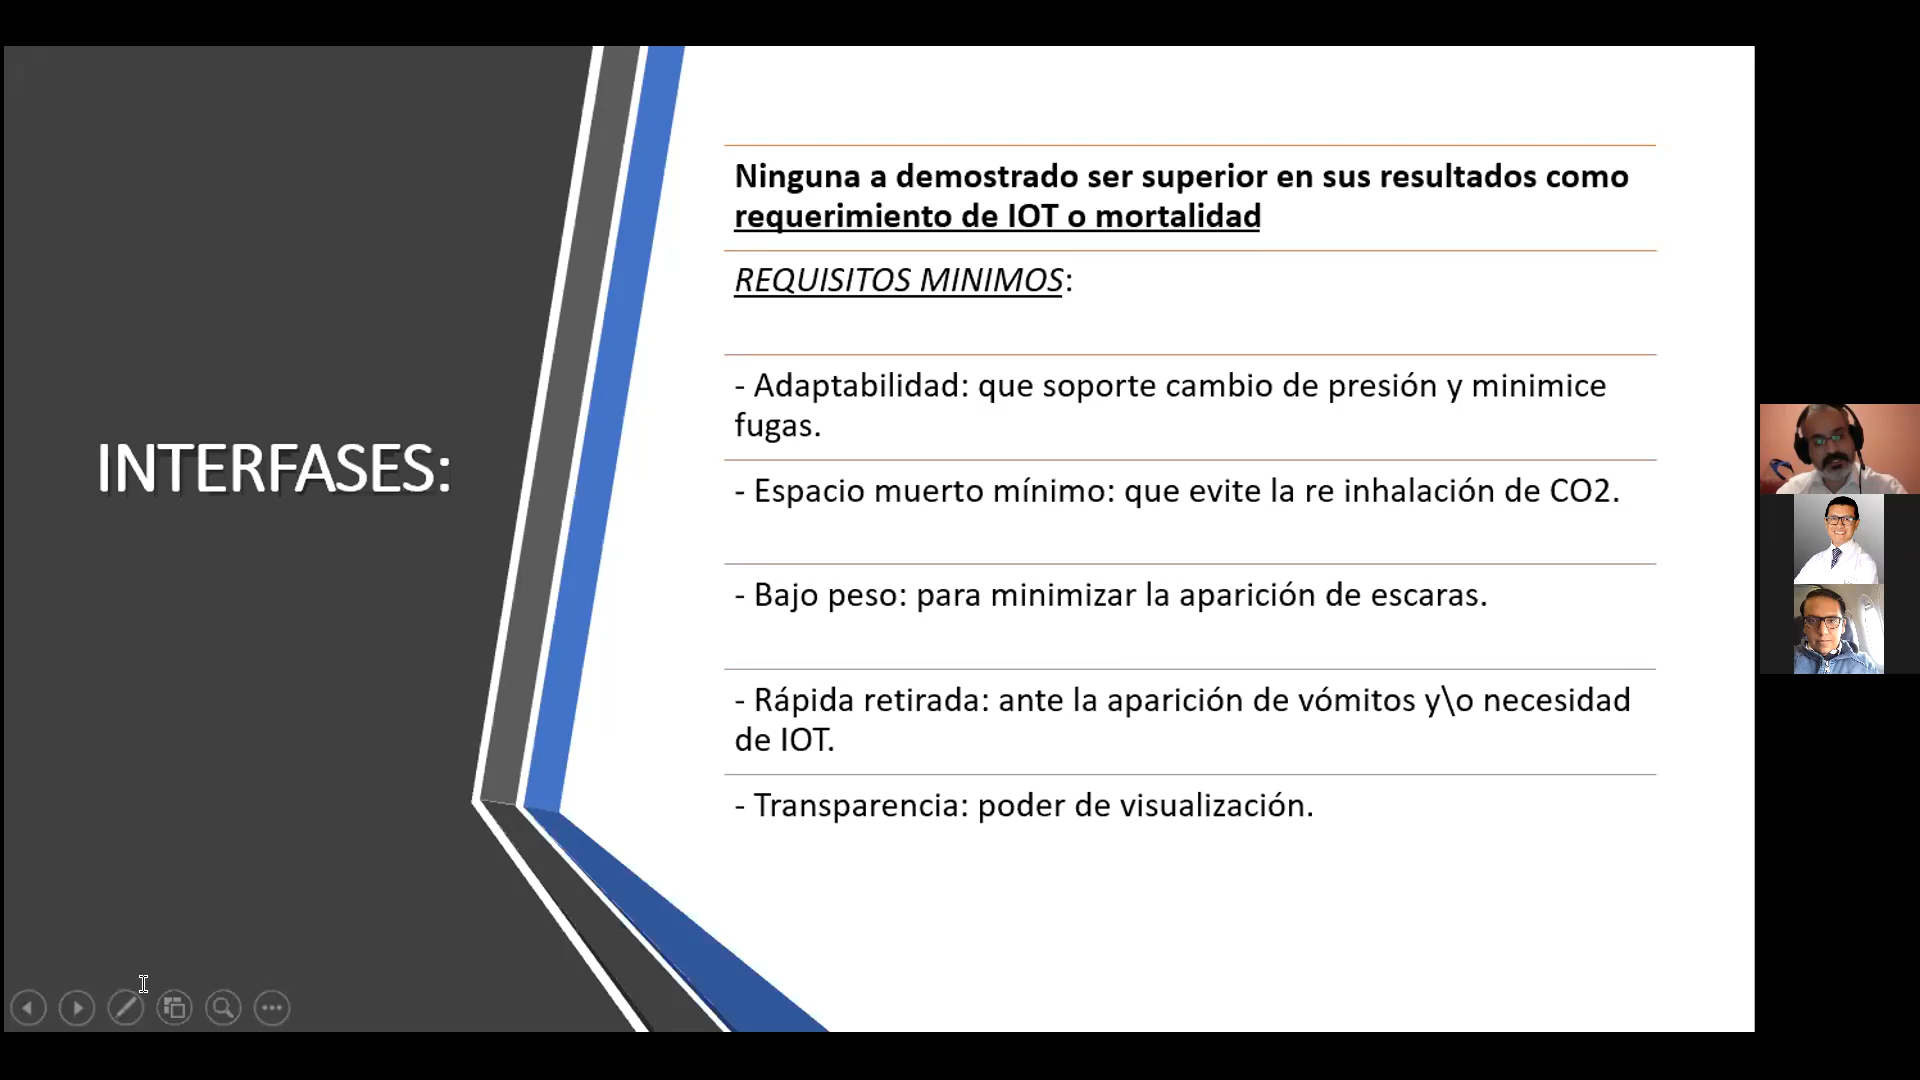 INTERFASES:
Ninguna a demostrado ser superior en sus resultados como
requerimiento de IOT o mortalidad
REQUISITOS MINIMOS:
- Adaptabilidad: que soporte cambio de presión y minimice
fugas.
- Espacio muerto mínimo: que evite la re inhalación de CO2.
- Bajo peso: para minimizar la aparición de escaras.
- Rápida retirada: ante la aparición de vómitos y\o necesidad
de IOT.
- Transparencia: poder de visualización.